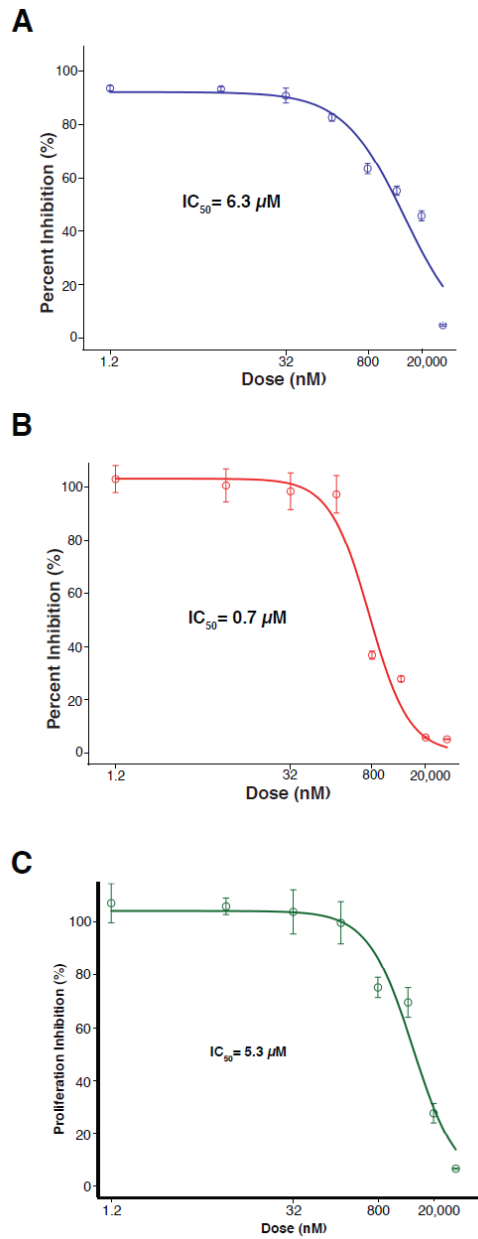 A
100
80
60
40
20
0
Percent Inhibition (%)
IC50= 6.3 µM
1.2 32 800 20,000
Dose (nM)
B
100
80
60
40
20
0
Percent Inhibition (%)
IC50= 0.7 µM
1.2 32 800 20,000
Dose (nM)
C
100
80
60
40
20
0
Proliferation Inhibition (%)
IC50= 5.3 µM
1.2 32 800 20,000
Dose (nM)